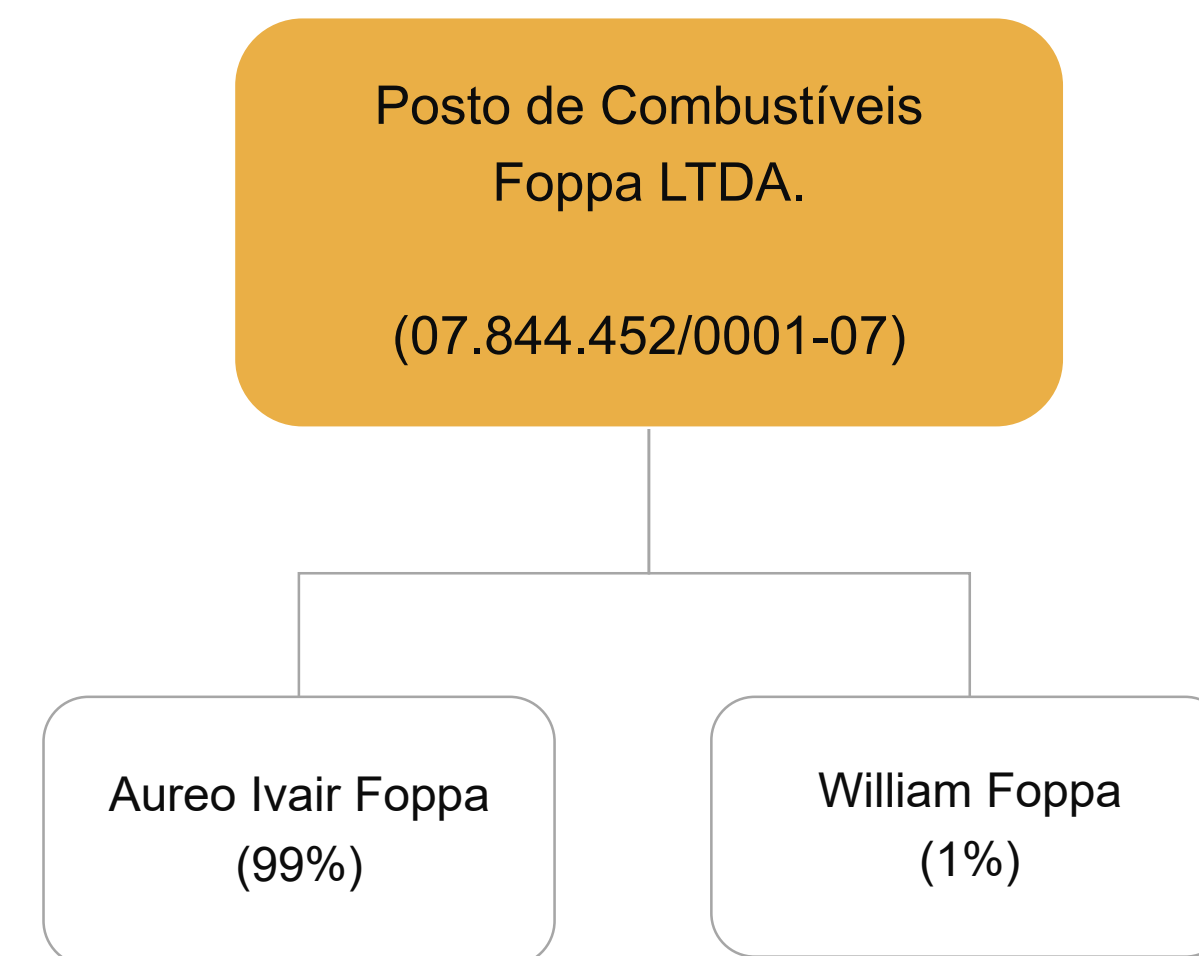 Posto de Combustíveis
Foppa LTDA.
(07.844.452/0001-07)
Aureo Ivair Foppa
(99%)
William Foppa
(1%)